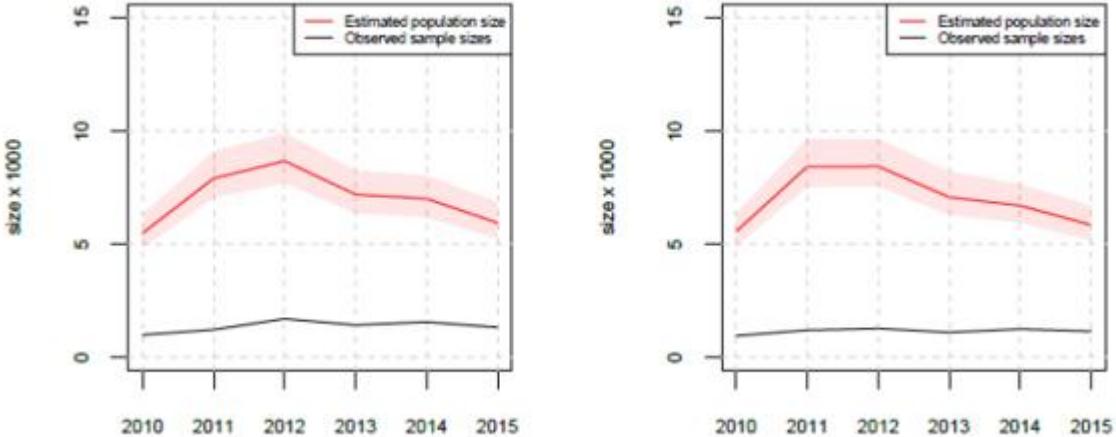 Estimated population size
Observed sample sizes
size x 1000
15
10
5
0
2010 2011 2012 2013 2014 2015
Estimated population size
Observed sample sizes
size x 1000
15
10
5
0
2010 2011 2012 2013 2014 2015